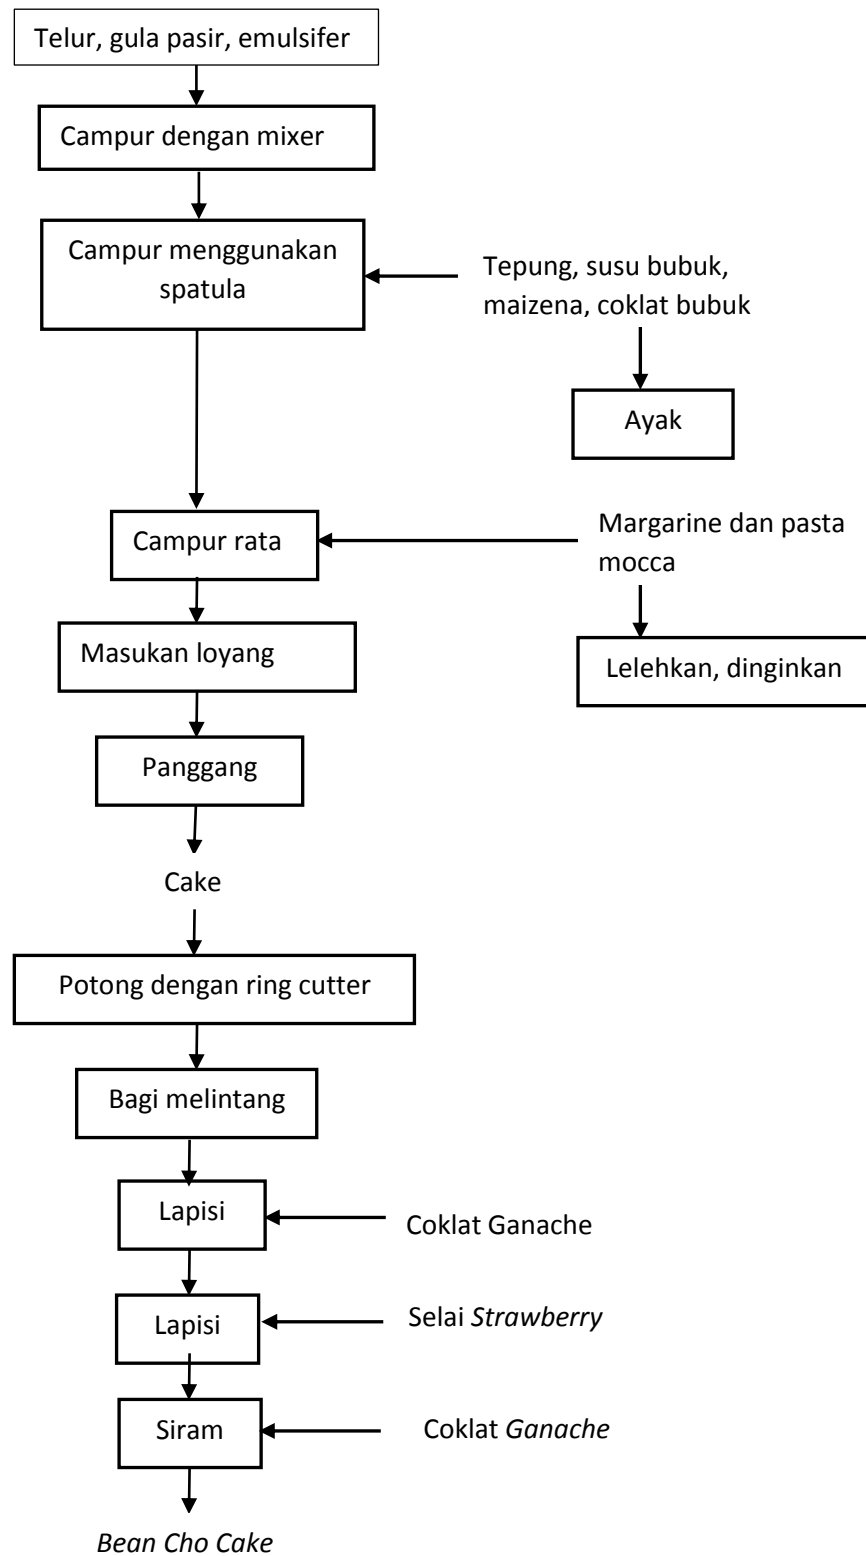 Telur, gula pasir, emulsifer
Campur dengan mixer
Campur menggunakan
spatula
Tepung, susu bubuk,
maizena, coklat bubuk
Ayak
Campur rata
Margarine dan pasta
mocca
Masukan loyang
Lelehkan, dinginkan
Panggang
Cake
Potong dengan ring cutter
Bagi melintang
Lapisi
Coklat Ganache
Lapisi
Selai Strawberry
Siram
Coklat Ganache
Bean Cho Cake